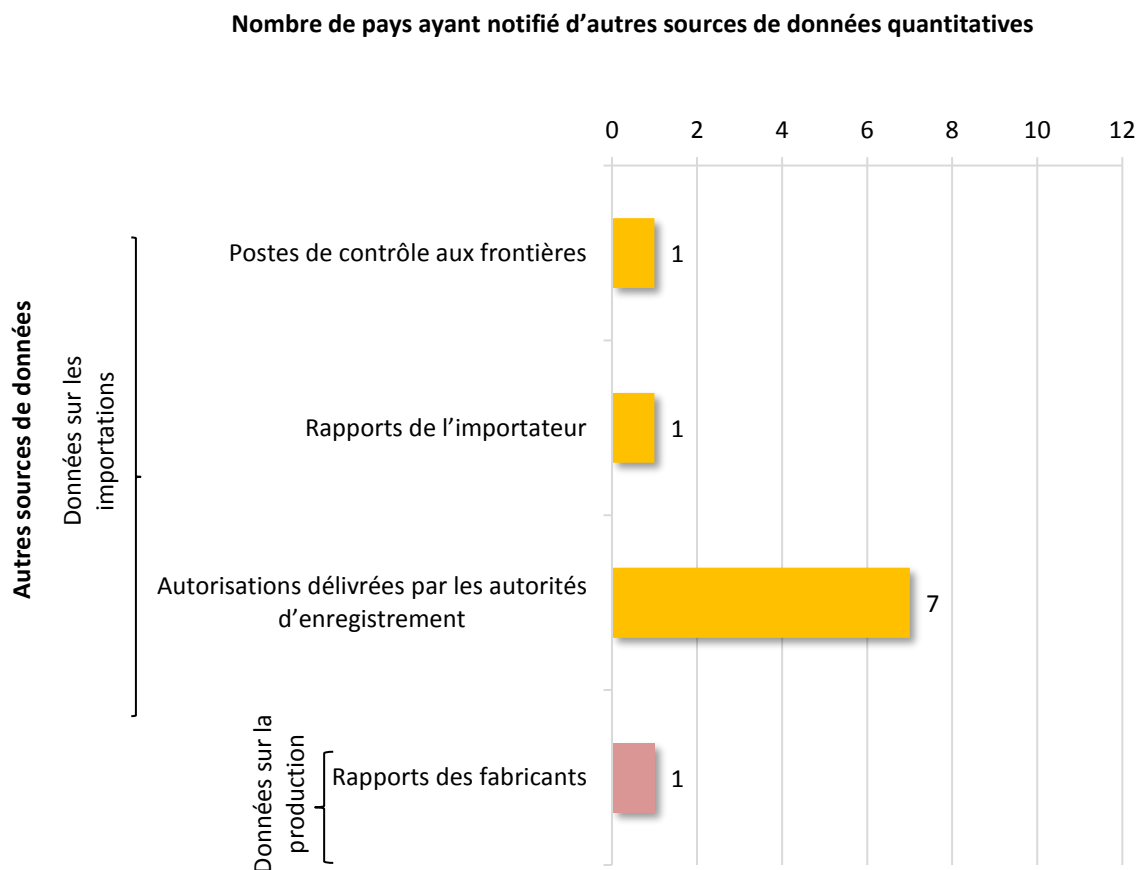 Nombre de pays ayant notifié d’autres sources de données quantitatives
0 2 4 6 8 10 12
Autres sources de données
Données sur les
importations
Postes de contrôle aux frontières
1
Rapports de l’importateur
1
Autorisations délivrées par les autorités
d’enregistrement
7
Données sur la
production
Rapports des fabricants
1